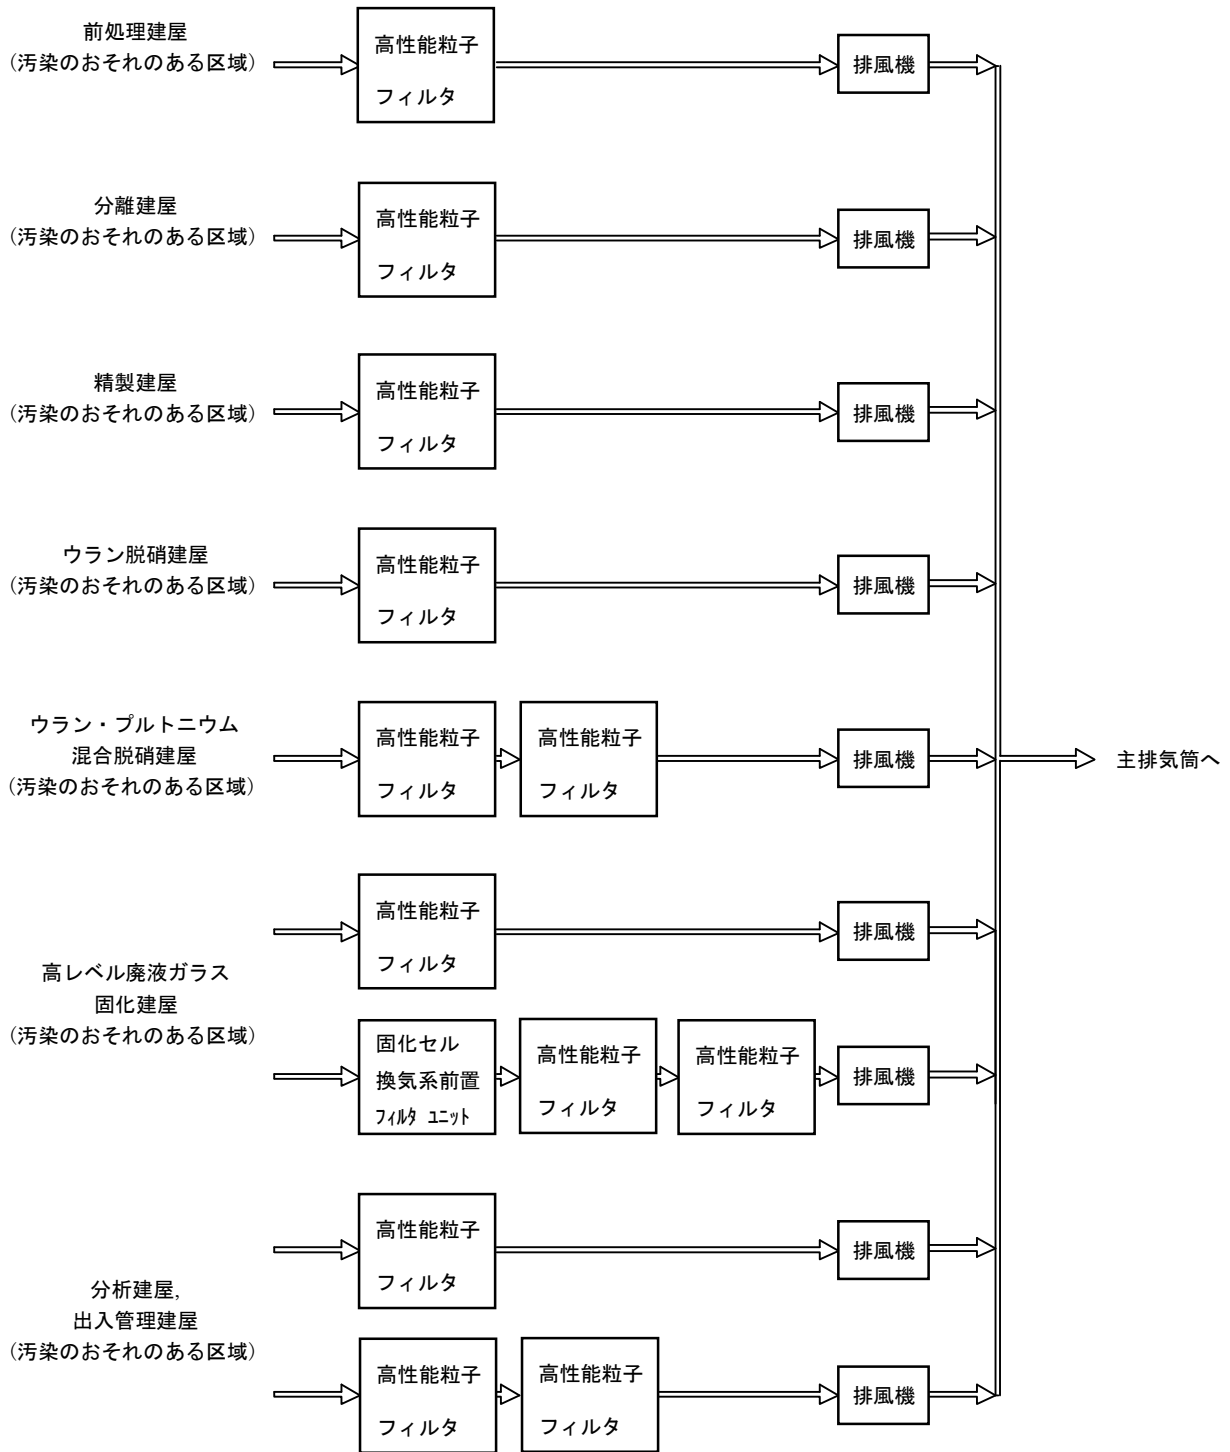 前処理建屋
(汚染のおそれのある区域)
高性能粒子
フィルタ
排風機
分離建屋
(汚染のおそれのある区域)
高性能粒子
フィルタ
排風機
精製建屋
(汚染のおそれのある区域)
高性能粒子
フィルタ
排風機
ウラン脱硝建屋
(汚染のおそれのある区域)
高性能粒子
フィルタ
排風機
ウラン・プルトニウム
混合脱硝建屋
(汚染のおそれのある区域)
高性能粒子
フィルタ
高性能粒子
フィルタ
排風機
主排気筒へ
高レベル廃液ガラス
固化建屋
(汚染のおそれのある区域)
高性能粒子
フィルタ
排風機
固化セル
換気系前置
フィルタ ユニット
高性能粒子
フィルタ
高性能粒子
フィルタ
排風機
分析建屋,
出入管理建屋
(汚染のおそれのある区域)
高性能粒子
フィルタ
排風機
高性能粒子
フィルタ
高性能粒子
フィルタ
排風機